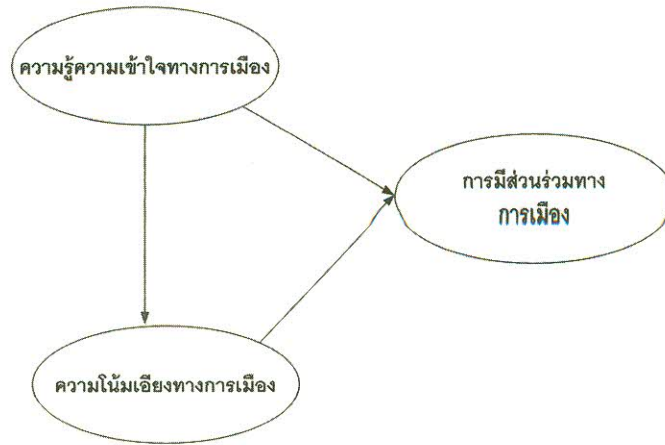 ความรู้ความเข้าใจทางการเมือง
การมีส่วนร่วมทาง
การเมือง
ความโน้มเอียงทางการเมือง